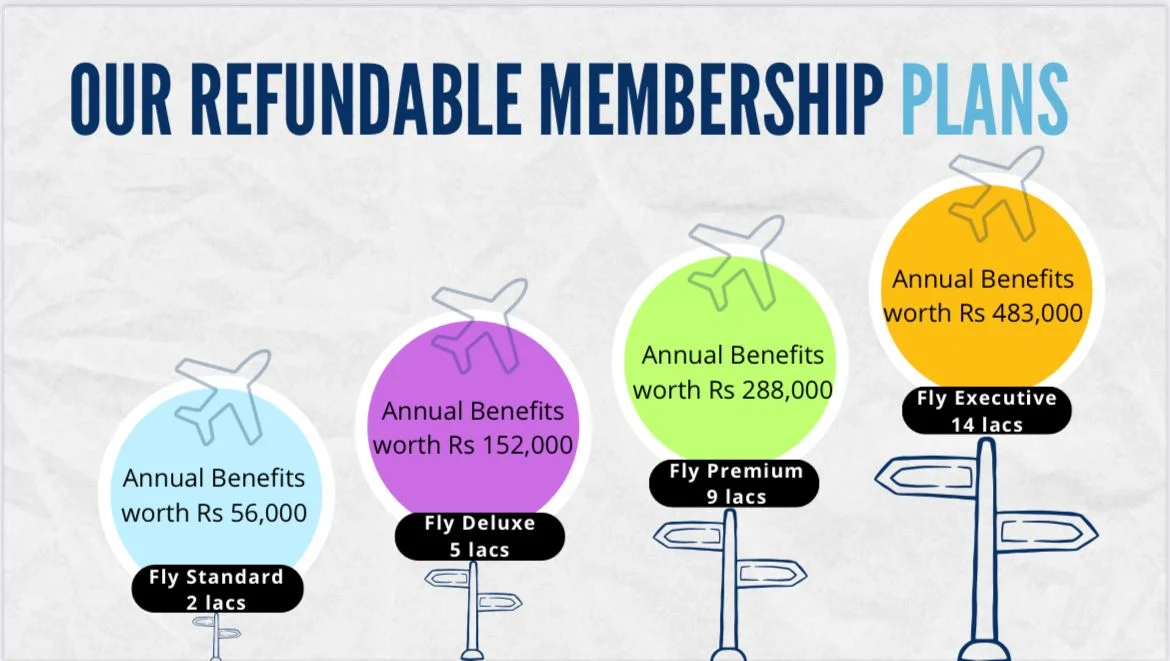 OUR REFUNDABLE MEMBERSHIP PLANS
Annual Benefits
worth Rs 56,000
Fly Standard
2 lacs
Annual Benefits
worth Rs 152,000
Fly Deluxe
5 lacs
Annual Benefits
worth Rs 288,000
Fly Premium
9 lacs
Annual Benefits
worth Rs 483,000
Fly Executive
14 lacs